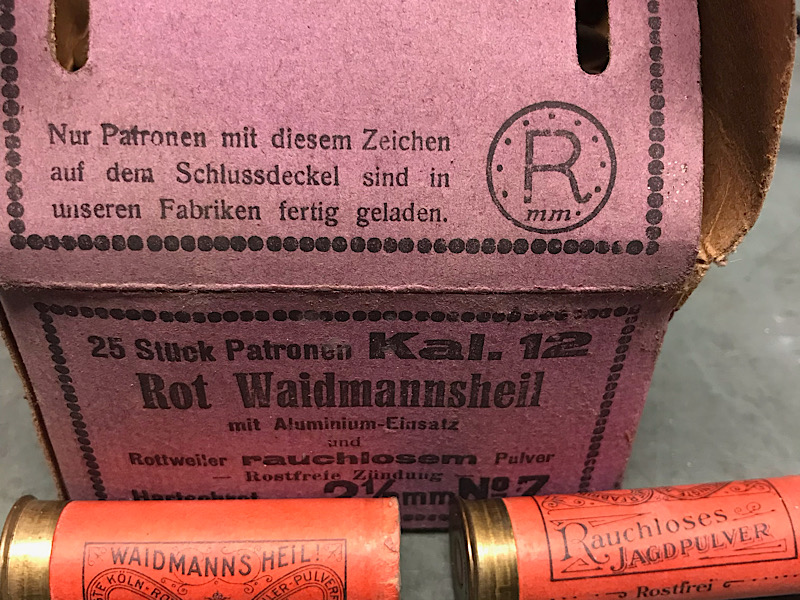 Nur Patronen mit diesem Zeichen
auf dem Schlussdeckel sind in
unseren Fabriken fertig geladen.
R
mm.
25 Stück Patronen Kal. 12
Rot Waidmannsheil
mit Aluminium-Einsatz
und
Rottweiler rauchlosem Pulver
— Rostfreie Zündung
Hartschrot 2½ mm No 7
WAIDMANNS HEIL!
KÖLN-
Rauchloses
JAGDPULVER
Rostfrei